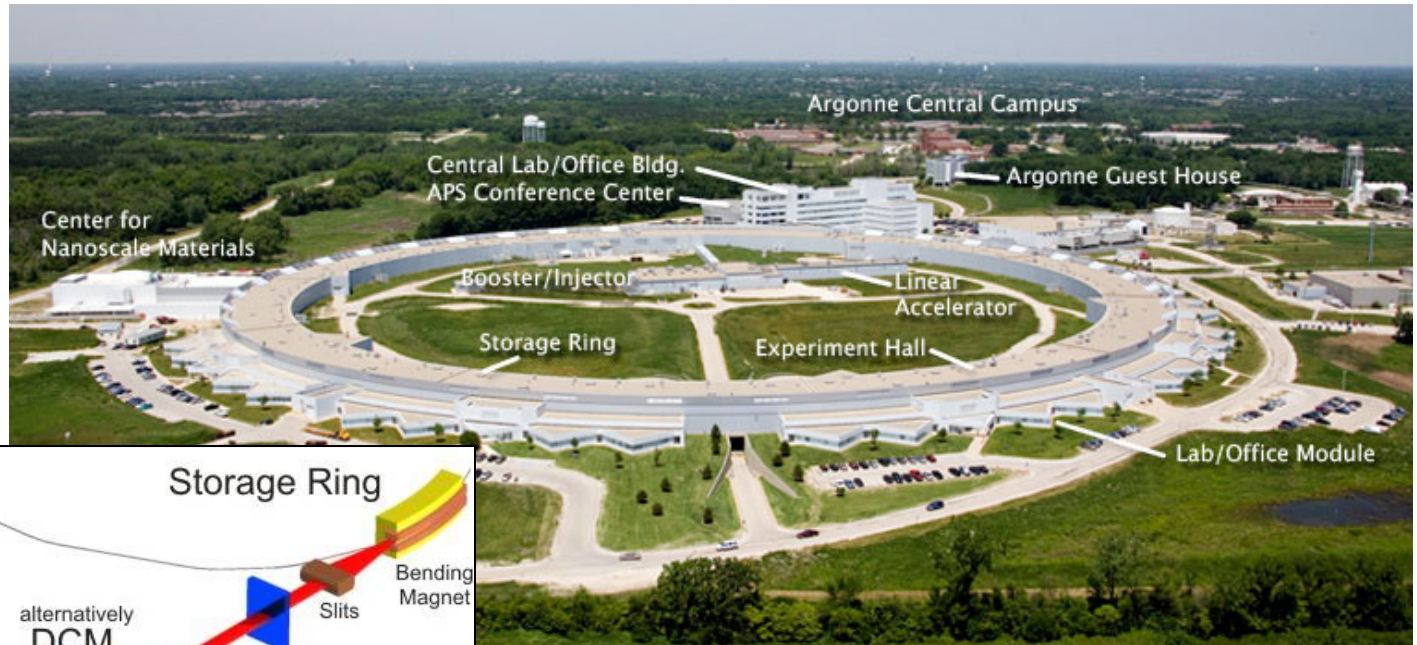 Argonne Central Campus
Central Lab/Office Bldg.
APS Conference Center
Argonne Guest House
Center for
Nanoscale Materials
Booster/Injector
Linear
Accelerator
Storage Ring
Experiment Hall
Lab/Office Module
Storage Ring
Bending
Magnet
Slits
alternatively
DCM